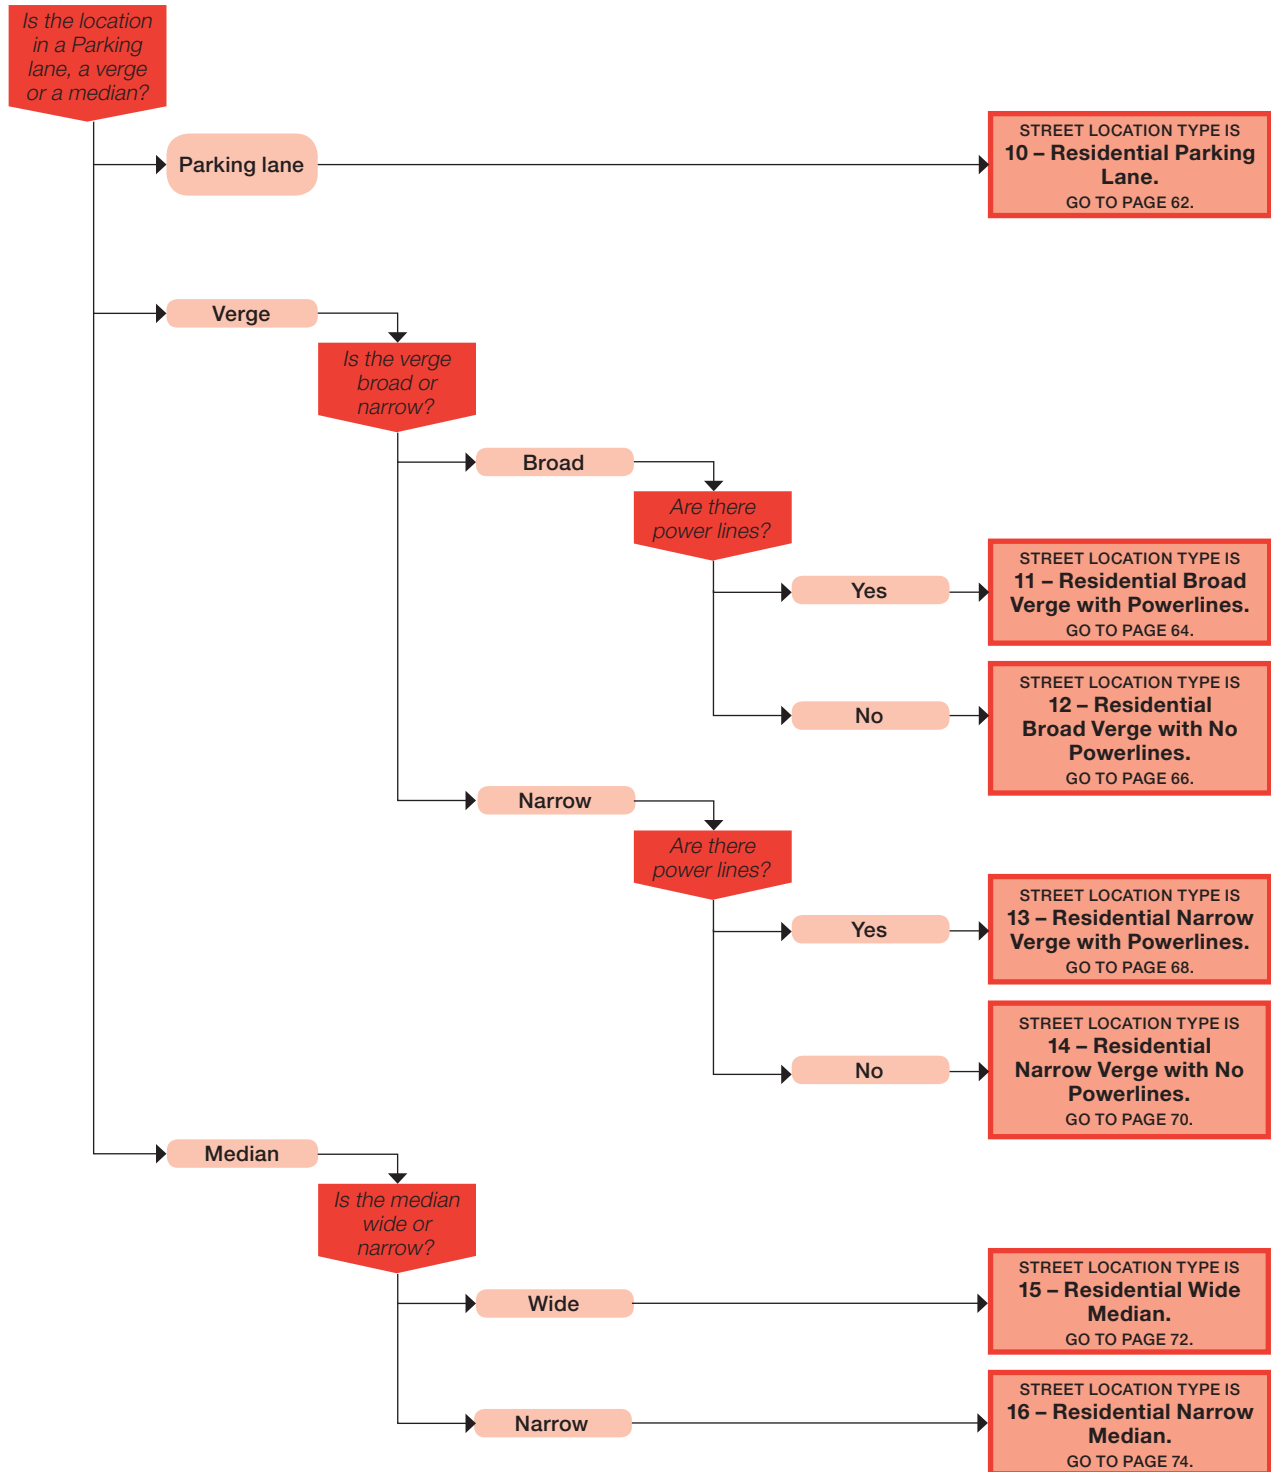 Is the location
in a Parking
lane, a verge
or a median?
Parking lane
STREET LOCATION TYPE IS
10 – Residential Parking
Lane.
GO TO PAGE 62.
Verge
Is the verge
broad or
narrow?
Broad
Are there
power lines?
Yes
STREET LOCATION TYPE IS
11 – Residential Broad
Verge with Powerlines.
GO TO PAGE 64.
No
STREET LOCATION TYPE IS
12 – Residential
Broad Verge with No
Powerlines.
GO TO PAGE 66.
Narrow
Are there
power lines?
Yes
STREET LOCATION TYPE IS
13 – Residential Narrow
Verge with Powerlines.
GO TO PAGE 68.
No
STREET LOCATION TYPE IS
14 – Residential
Narrow Verge with No
Powerlines.
GO TO PAGE 70.
Median
Is the median
wide or
narrow?
Wide
STREET LOCATION TYPE IS
15 – Residential Wide
Median.
GO TO PAGE 72.
Narrow
STREET LOCATION TYPE IS
16 – Residential Narrow
Median.
GO TO PAGE 74.